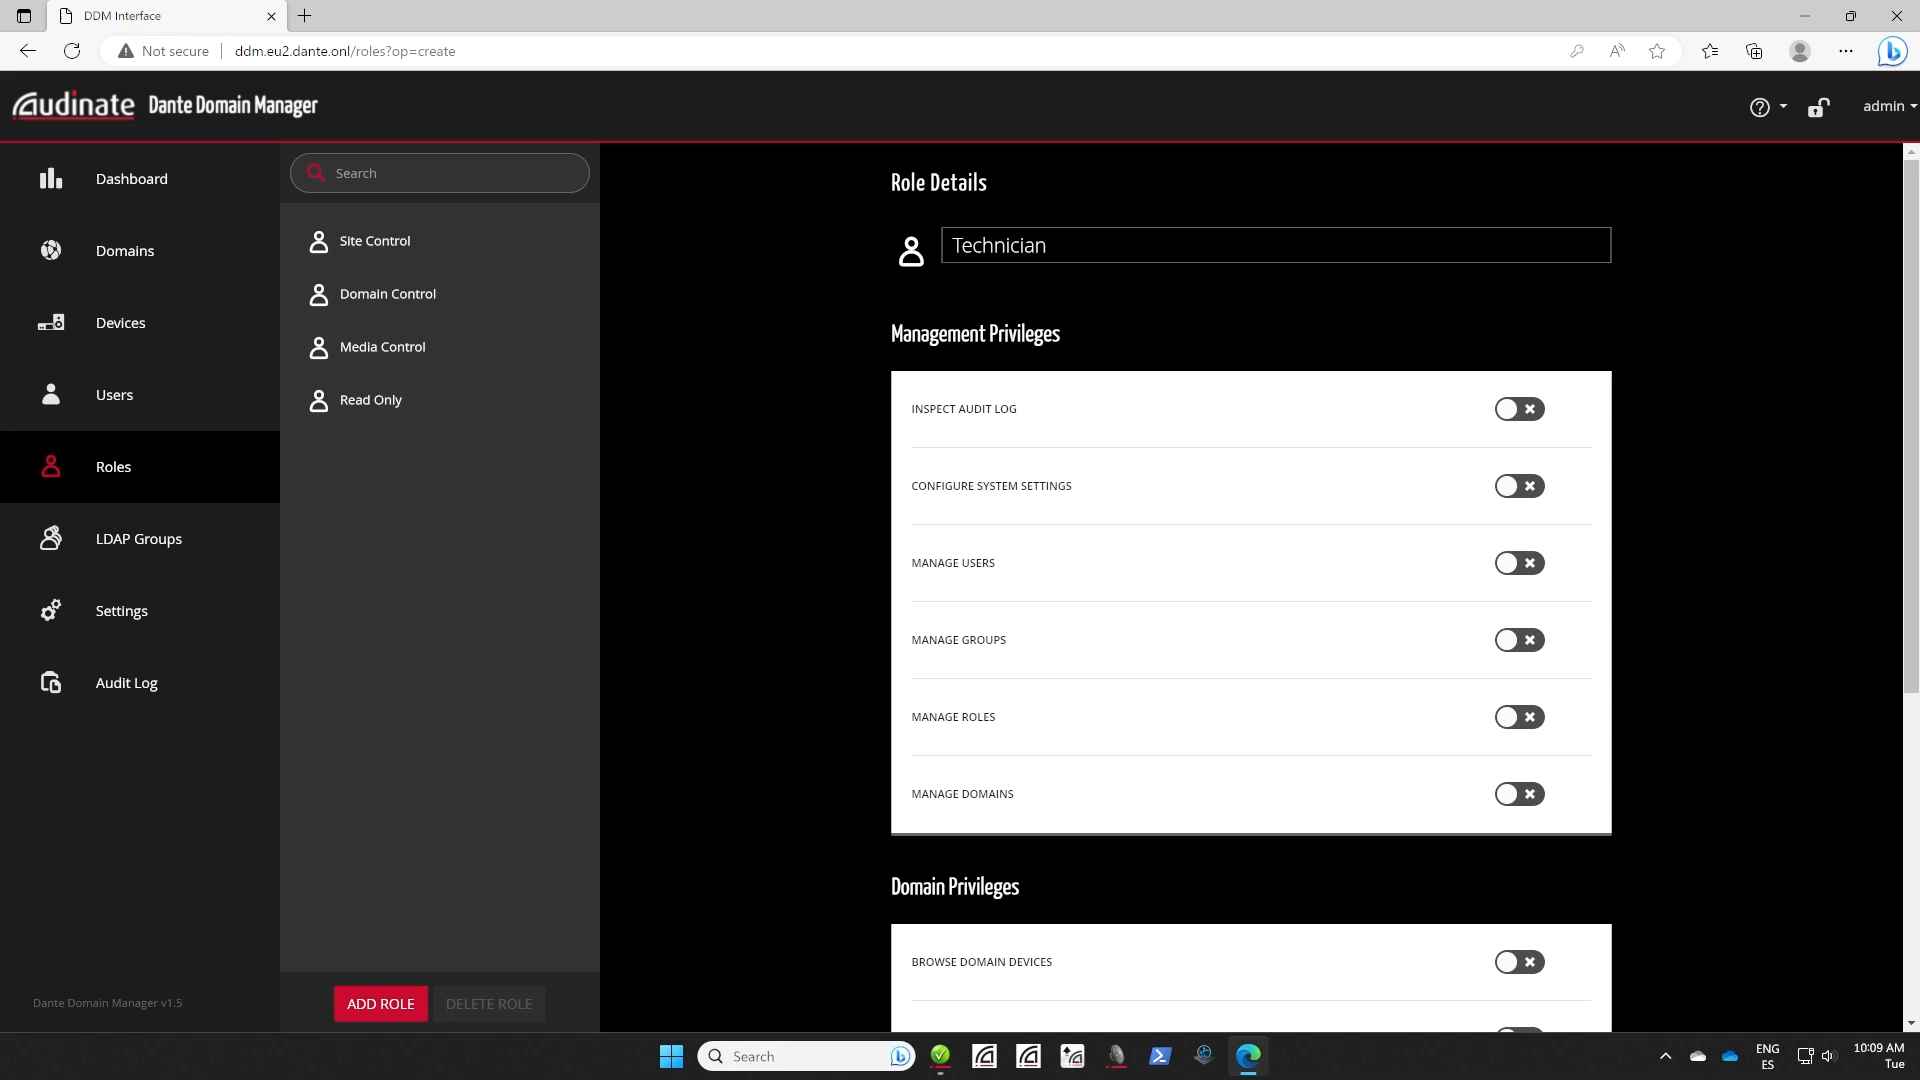 DDM Interface
Not secure
ddm.eu2.dante.onl/roles?op=create
Audinate
Dante Domain Manager
admin
Dashboard
Domains
Devices
Users
Roles
LDAP Groups
Settings
Audit Log
Dante Domain Manager v1.5
Search
Site Control
Domain Control
Media Control
Read Only
ADD ROLE
DELETE ROLE
Role Details
Technician
Management Privileges
INSPECT AUDIT LOG
CONFIGURE SYSTEM SETTINGS
MANAGE USERS
MANAGE GROUPS
MANAGE ROLES
MANAGE DOMAINS
Domain Privileges
BROWSE DOMAIN DEVICES
Search
ENG
ES
10:09 AM
Tue